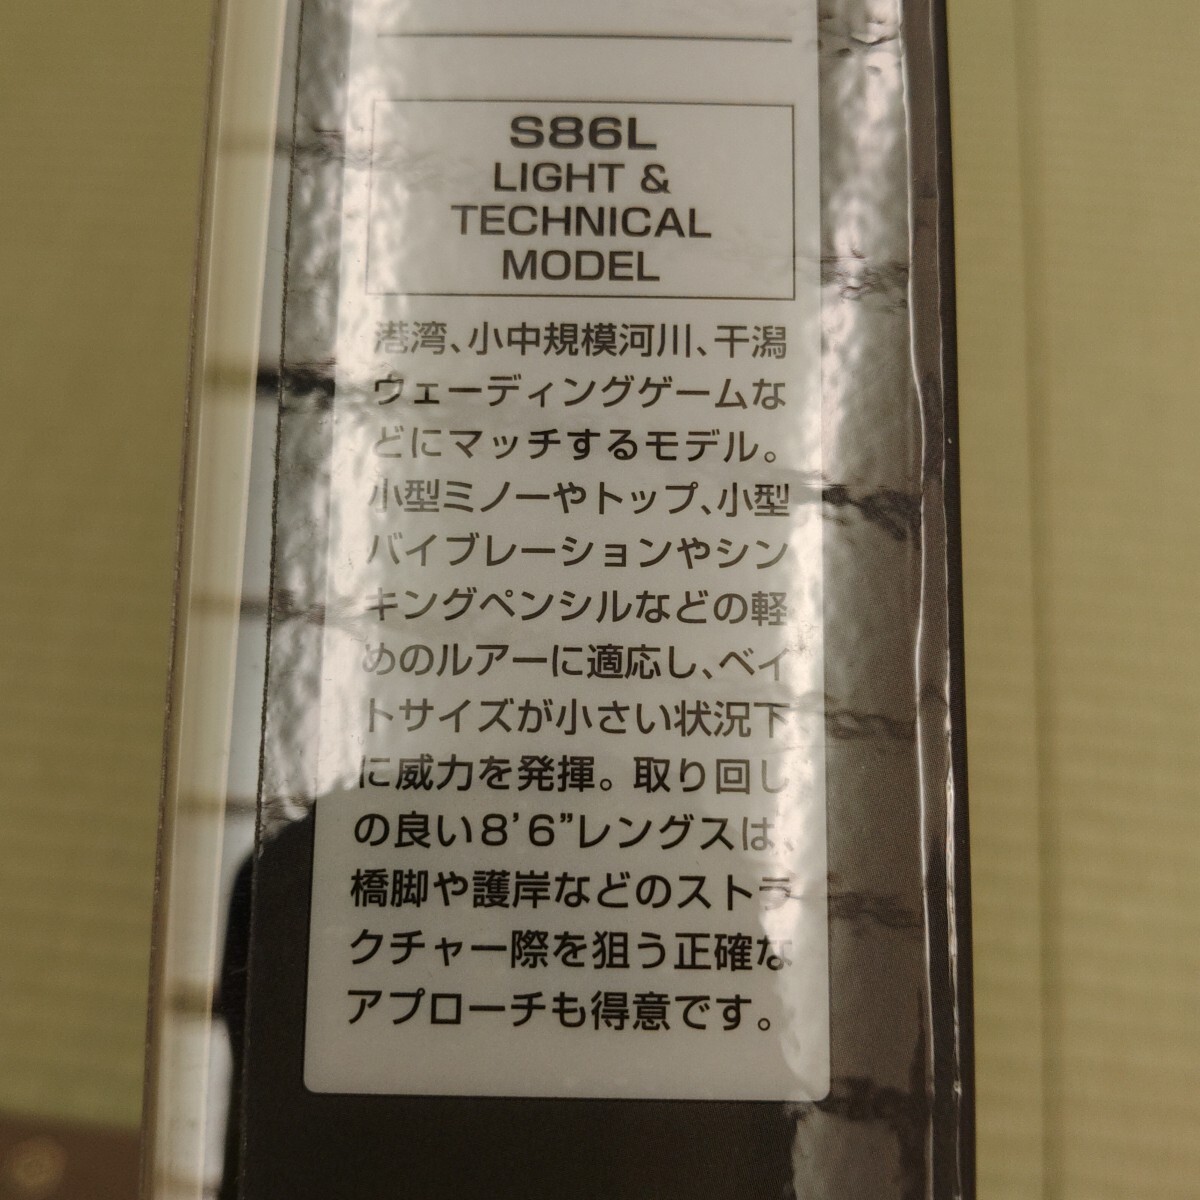 S86L
LIGHT &
TECHNICAL
MODEL
港湾、小中規模河川、干潟
ウェーディングゲームな
どにマッチするモデル。
小型ミノーやトップ、小型
バイブレーションやシン
キングペンシルなどの軽
めのルアーに適応し、ベイ
トサイズが小さい状況下
に威力を発揮。取り回し
の良い8'6"レングスは、
橋脚や護岸などのストラ
クチャー際を狙う正確な
アプローチも得意です。